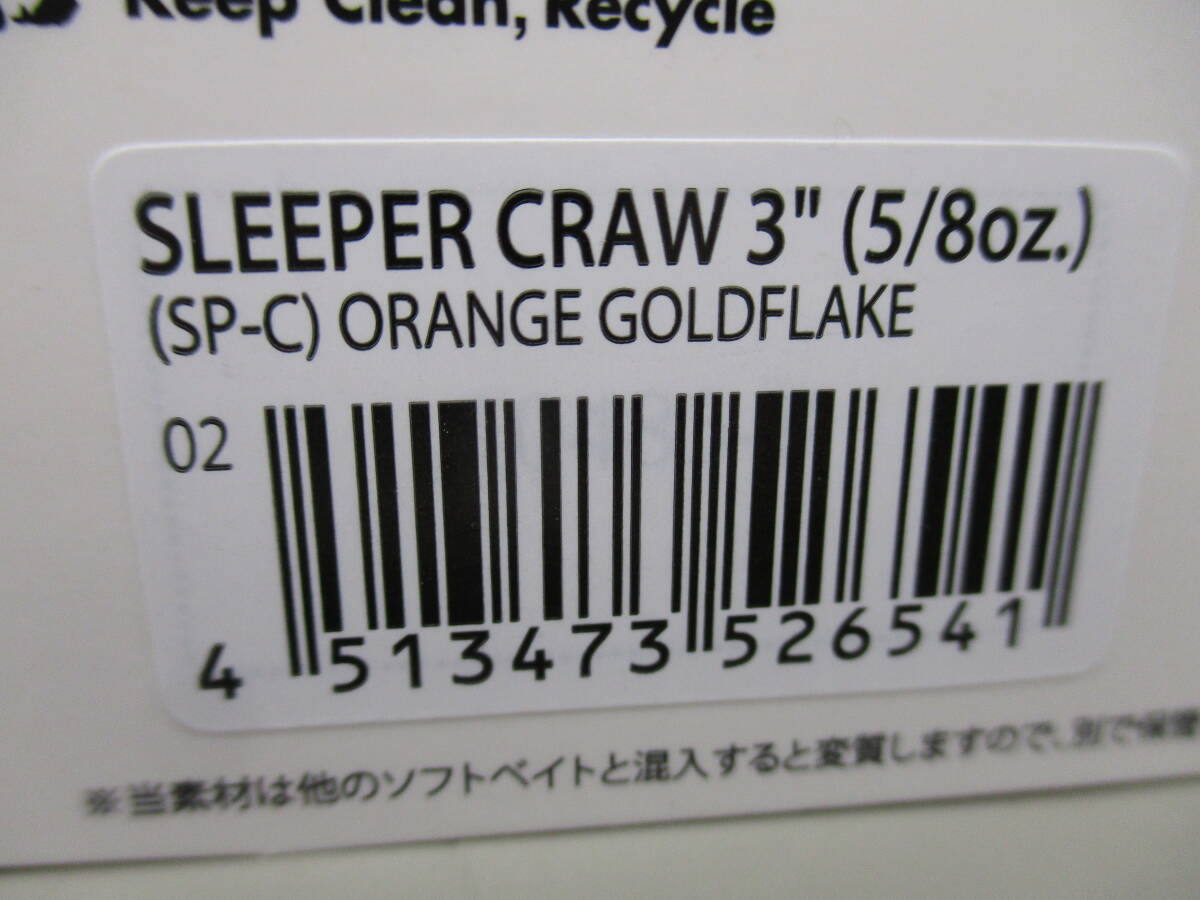 Keep Clean, Recycle
SLEEPER CRAW 3" (5/8oz.)
(SP-C) ORANGE GOLDFLAKE
02
4 513473 526541
※当素材は他のソフトベイトと混入すると変質しますので、別で保管